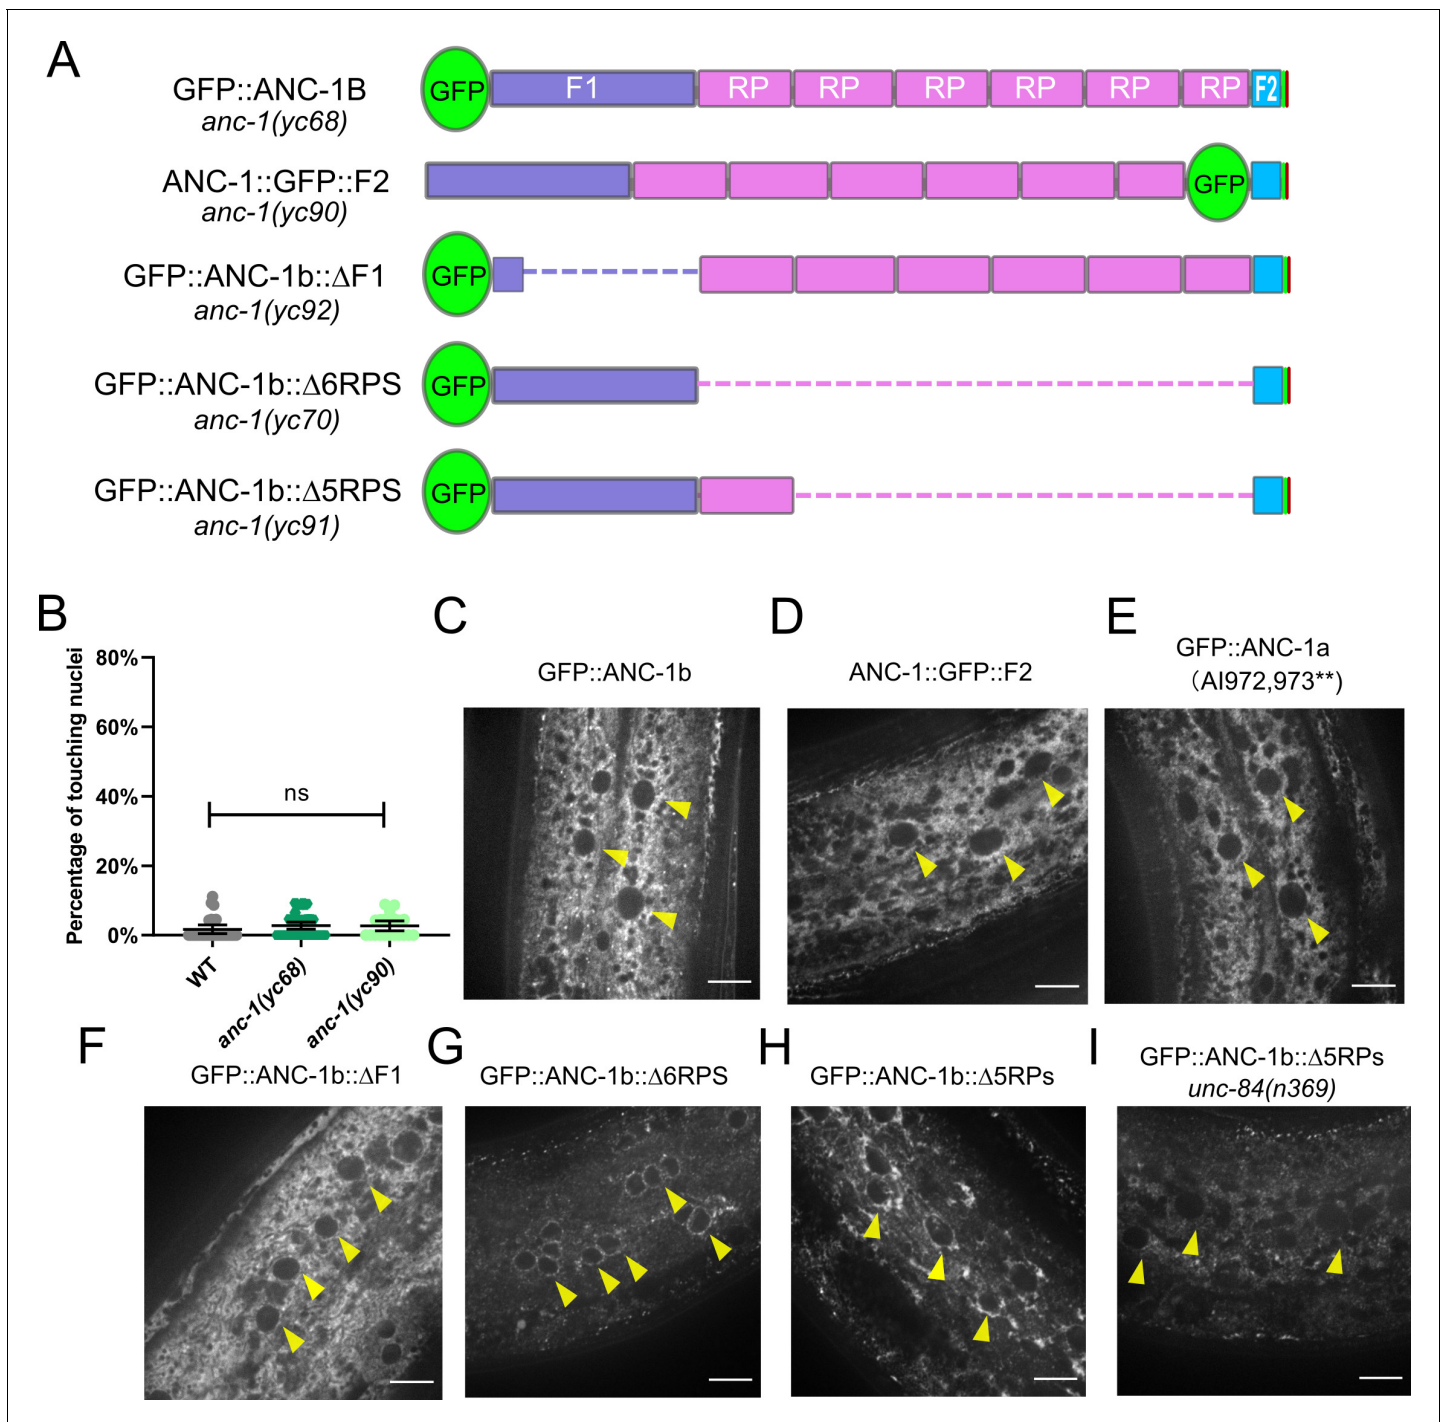 A
GFP::ANC-1B
anc-1(yc68)
GFP F1 RP RP RP RP RP RP F2
ANC-1::GFP::F2
anc-1(yc90)
GFP
GFP::ANC-1b::ΔF1
anc-1(yc92)
GFP
GFP::ANC-1b::Δ6RPS
anc-1(yc70)
GFP
GFP::ANC-1b::Δ5RPS
anc-1(yc91)
GFP
B
Percentage of touching nuclei
80%
60%
40%
20%
0%
ns
WT
anc-1(yc68)
anc-1(yc90)
C
GFP::ANC-1b
D
ANC-1::GFP::F2
E
GFP::ANC-1a
(AI972,973**)
F
GFP::ANC-1b::ΔF1
G
GFP::ANC-1b::Δ6RPS
H
GFP::ANC-1b::Δ5RPs
I
GFP::ANC-1b::Δ5RPs
unc-84(n369)